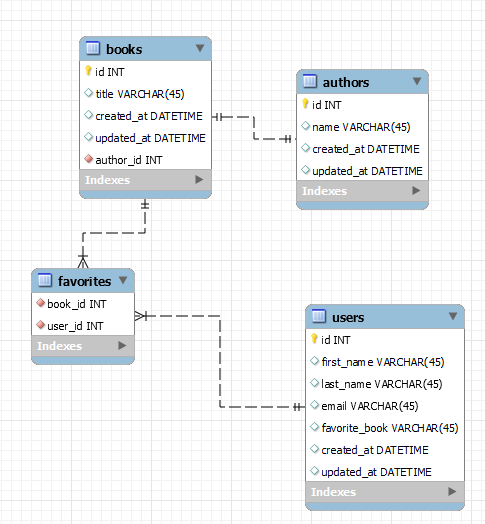 books
id INT
title VARCHAR(45)
created_at DATETIME
updated_at DATETIME
author_id INT
Indexes
authors
id INT
name VARCHAR(45)
created_at DATETIME
updated_at DATETIME
Indexes
favorites
book_id INT
user_id INT
Indexes
users
id INT
first_name VARCHAR(45)
last_name VARCHAR(45)
email VARCHAR(45)
favorite_book VARCHAR(45)
created_at DATETIME
updated_at DATETIME
Indexes